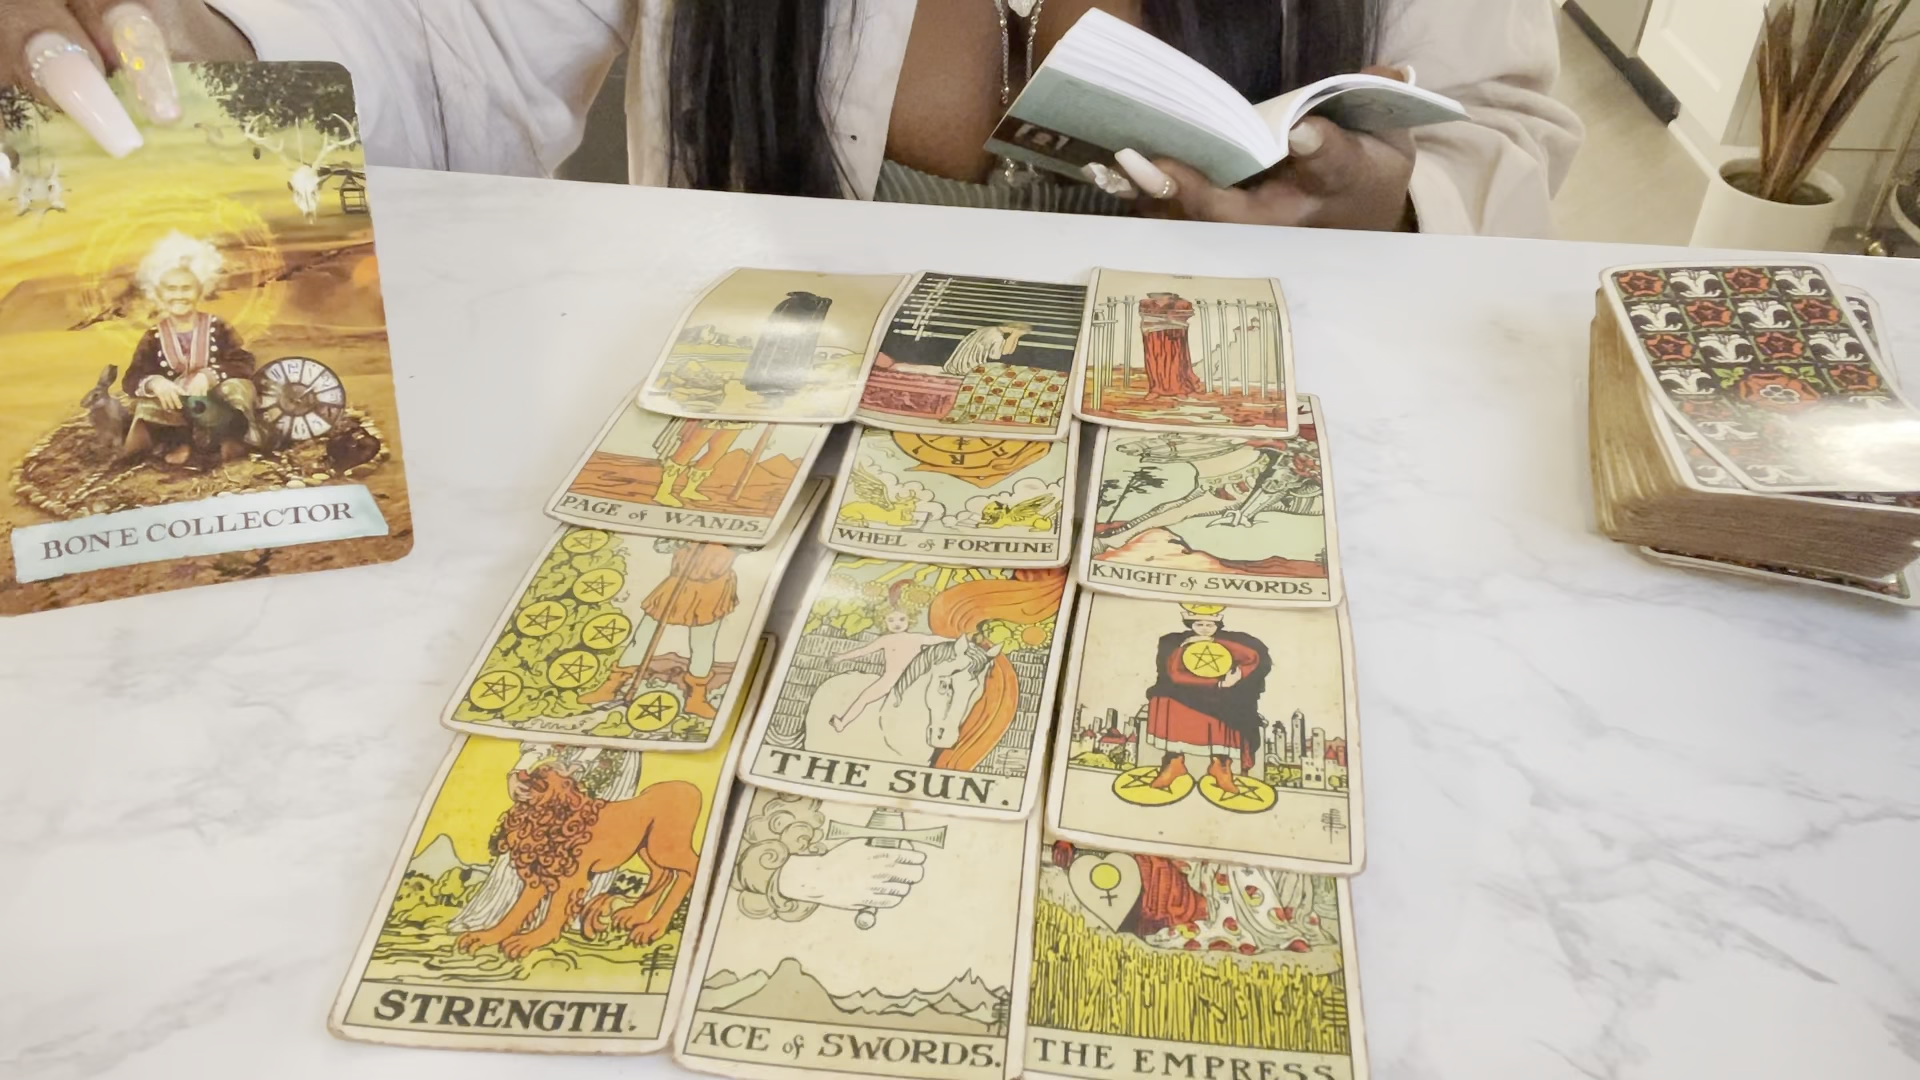 BONE COLLECTOR
PAGE of WANDS.
WHEEL of FORTUNE
KNIGHT of SWORDS.
THE SUN.
STRENGTH.
ACE of SWORDS.
THE EMPRESS